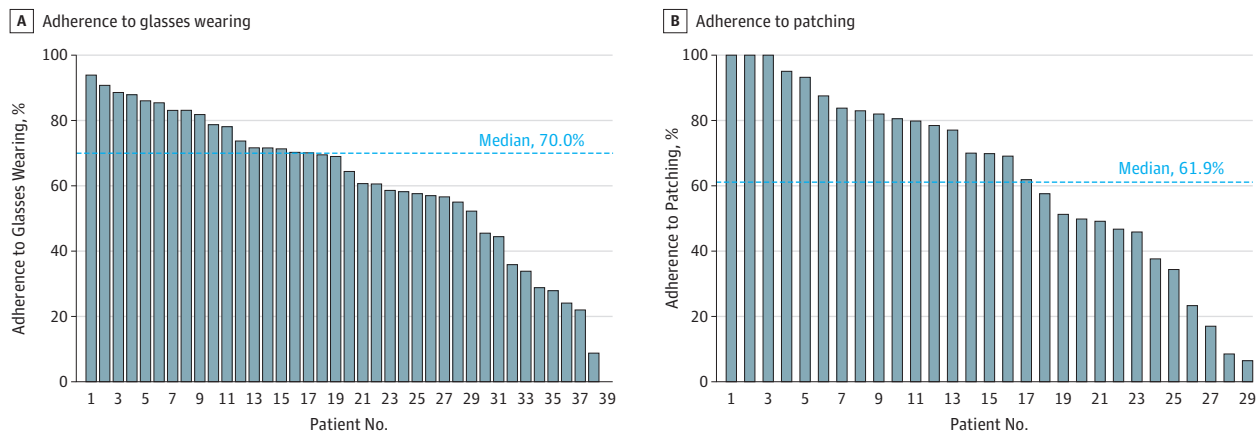 A Adherence to glasses wearing
Adherence to Glasses Wearing, %
100
80
60
40
20
0
Median, 70.0%
1 3 5 7 9 11 13 15 17 19 21 23 25 27 29 31 33 35 37 39
Patient No.
B Adherence to patching
Adherence to Patching, %
100
80
60
40
20
0
Median, 61.9%
1 3 5 7 9 11 13 15 17 19 21 23 25 27 29
Patient No.